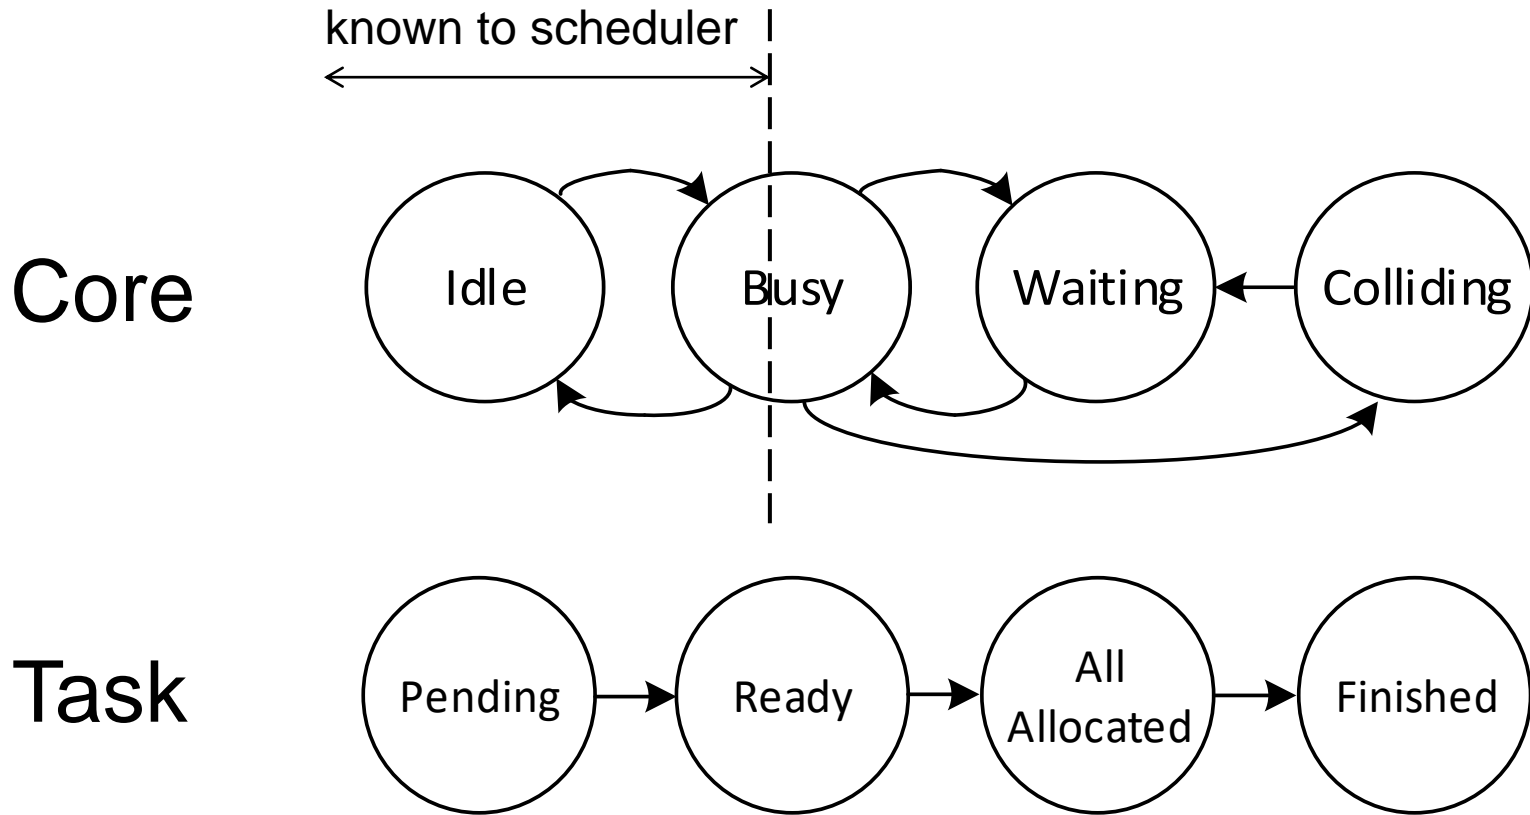 known to scheduler
Core
Idle
Busy
Waiting
Colliding
Task
Pending
Ready
All
Allocated
Finished